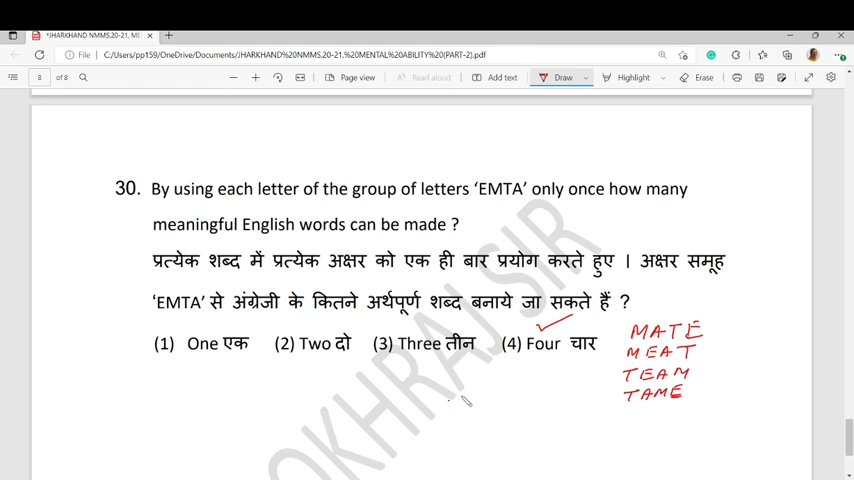 *JHARKHAND NMMS,20-21, MEN
File
C:/Users/pp159/OneDrive/Documents/JHARKHAND%20NMMS,20-21,%20MENTAL%20ABILITY%20(PART-2).pdf
8 of 8
Page view
Read aloud
Add text
Draw
Highlight
Erase
30. By using each letter of the group of letters ‘EMTA’ only once how many
meaningful English words can be made ?
प्रत्येक शब्द में प्रत्येक अक्षर को एक ही बार प्रयोग करते हुए । अक्षर समूह
‘EMTA’ से अंग्रेजी के कितने अर्थपूर्ण शब्द बनाये जा सकते हैं ?
(1) One एक (2) Two दो (3) Three तीन (4) Four चार
MATE
MEAT
TEAM
TAME
OKHRAJ SIR